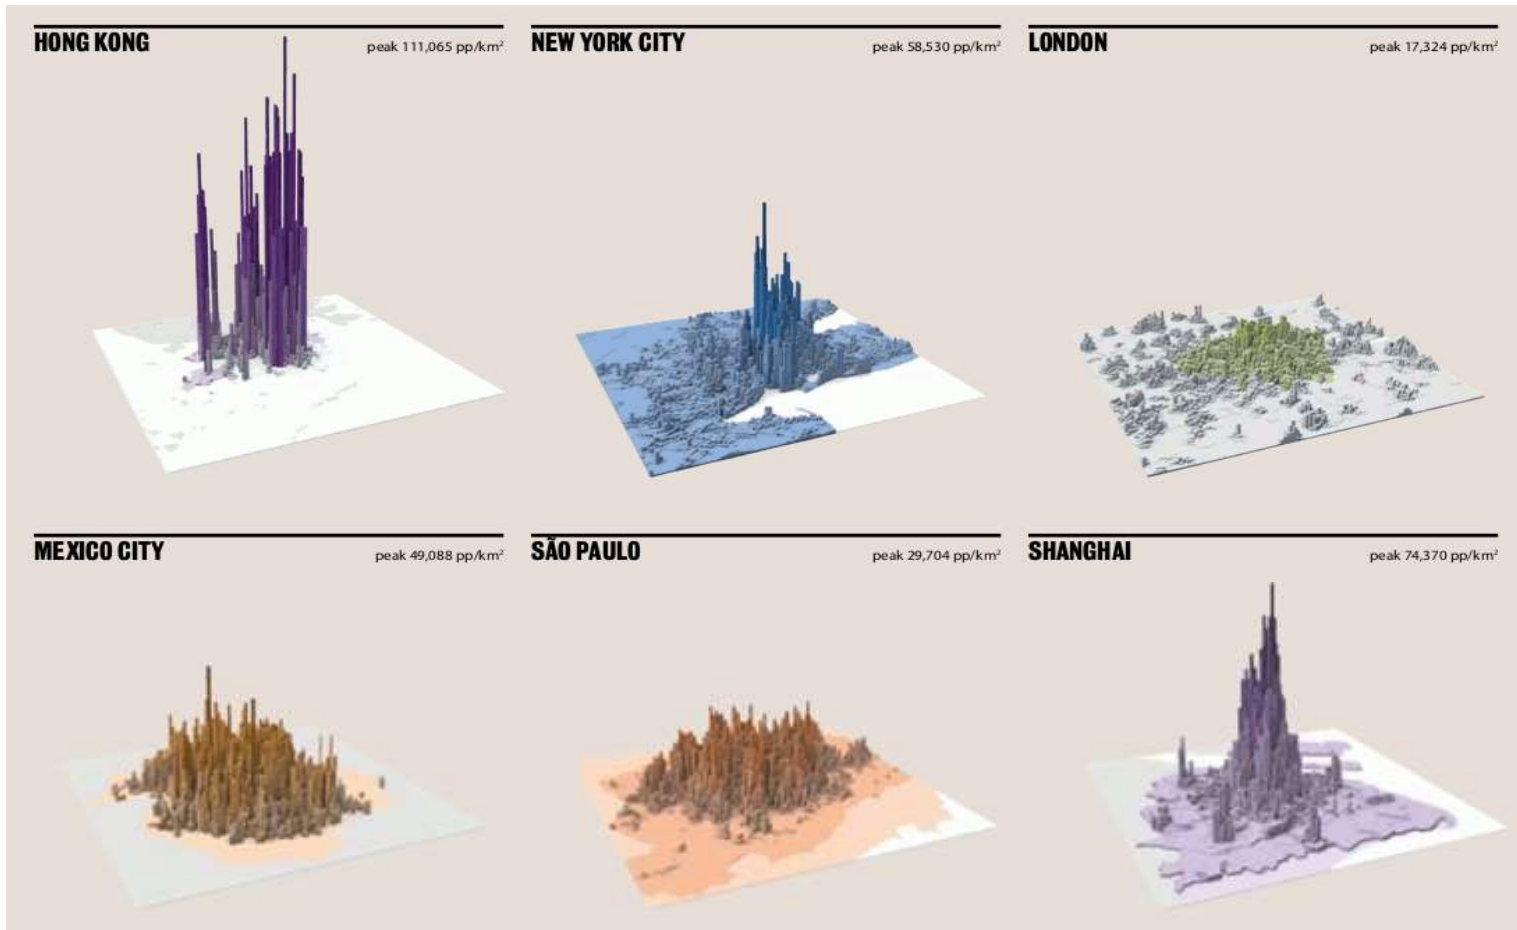 HONG KONG
peak 111,065 pp/km²
NEW YORK CITY
peak 58,530 pp/km²
LONDON
peak 17,324 pp/km²
MEXICO CITY
peak 49,088 pp/km²
SÃO PAULO
peak 29,704 pp/km²
SHANGHAI
peak 74,370 pp/km²